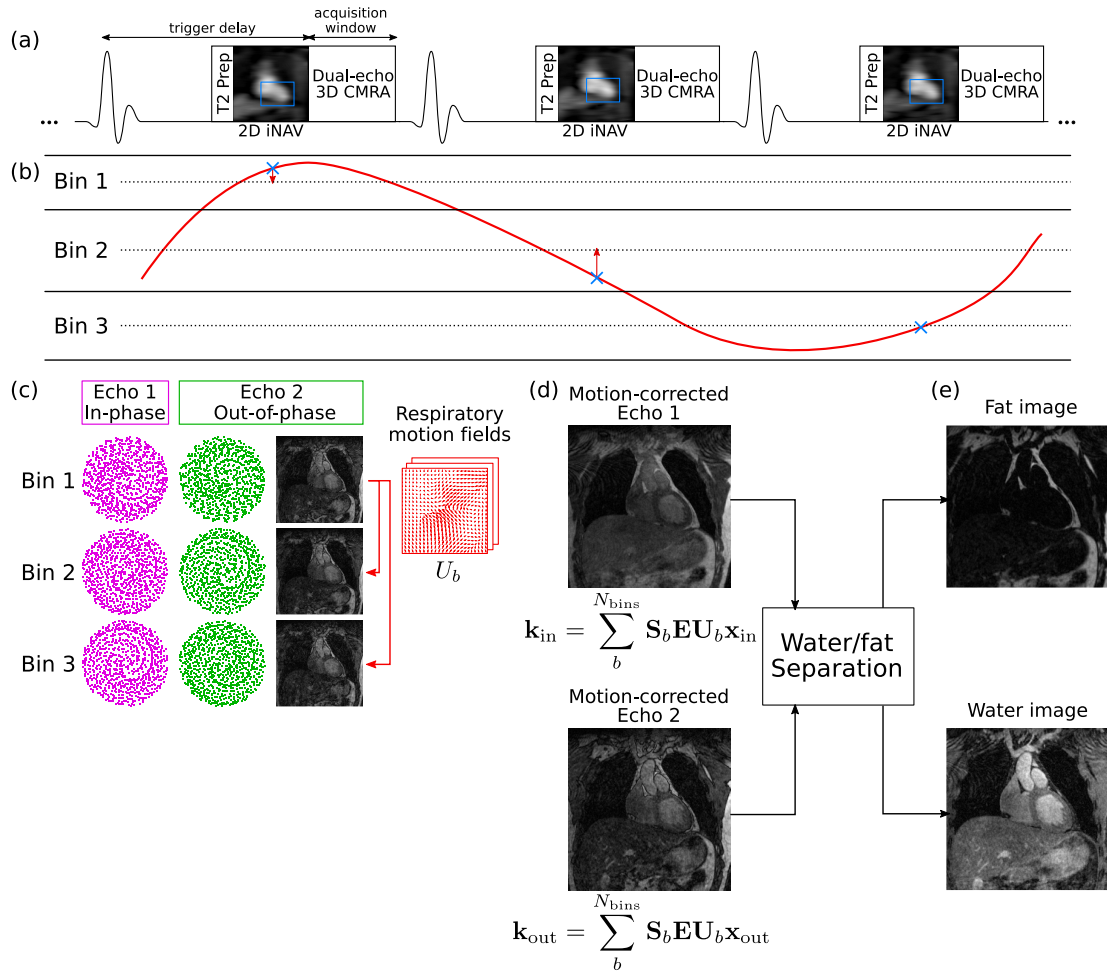 (a)
trigger delay
acquisition
window
T2 Prep
Dual-echo
3D CMRA
2D iNAV
T2 Prep
Dual-echo
3D CMRA
2D iNAV
T2 Prep
Dual-echo
3D CMRA
2D iNAV
...
...
(b)
Bin 1
Bin 2
Bin 3
(c)
Echo 1
In-phase
Echo 2
Out-of-phase
Respiratory
motion fields
Bin 1
Bin 2
Bin 3
U_b
(d)
Motion-corrected
Echo 1
k_in = ∑_b^{N_bins} S_b E U_b x_in
Motion-corrected
Echo 2
k_out = ∑_b^{N_bins} S_b E U_b x_out
Water/fat
Separation
(e)
Fat image
Water image